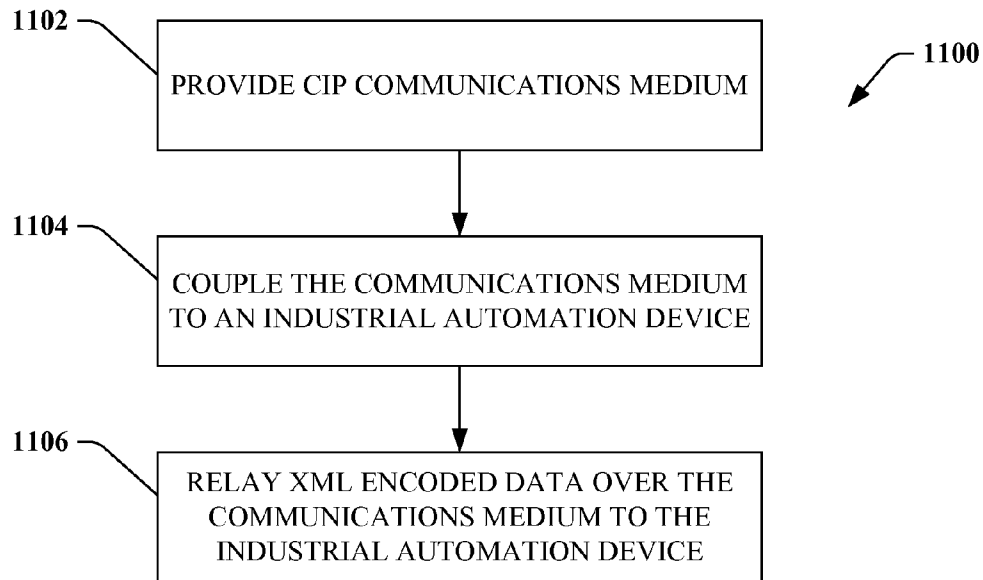 1102
PROVIDE CIP COMMUNICATIONS MEDIUM
1100
1104
COUPLE THE COMMUNICATIONS MEDIUM
TO AN INDUSTRIAL AUTOMATION DEVICE
1106
RELAY XML ENCODED DATA OVER THE
COMMUNICATIONS MEDIUM TO THE
INDUSTRIAL AUTOMATION DEVICE